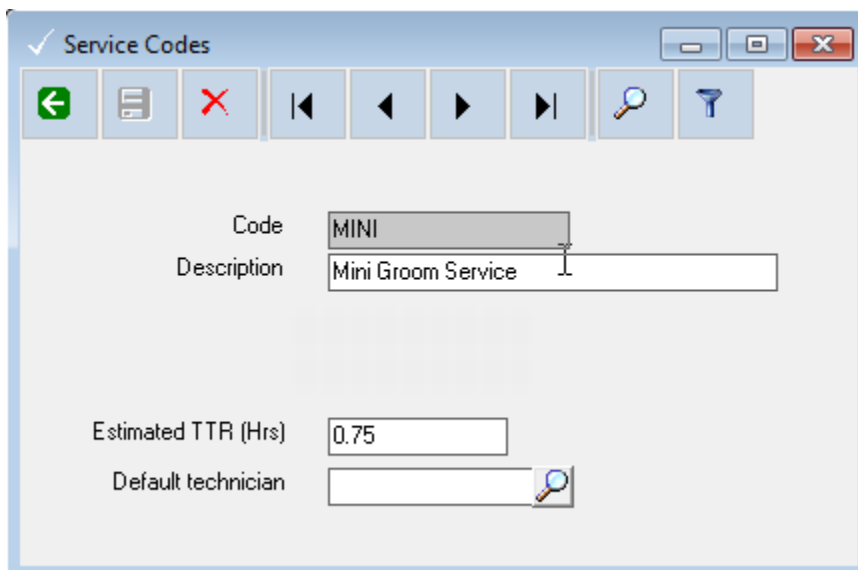 Service Codes
Code MINI
Description Mini Groom Service
Estimated TTR (Hrs) 0.75
Default technician